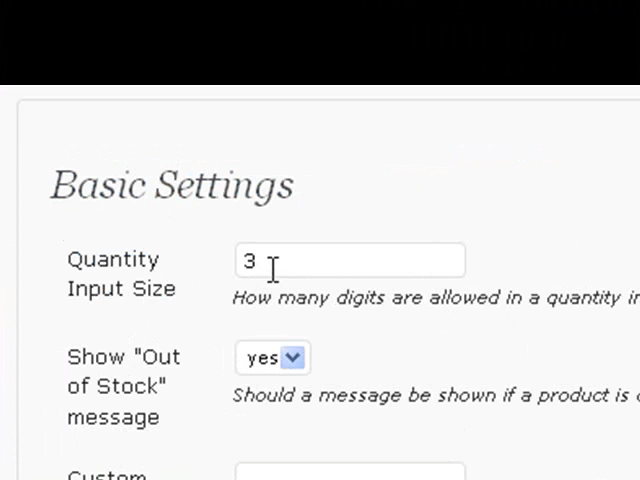 Basic Settings
Quantity
Input Size
3
How many digits are allowed in a quantity
Show "Out
of Stock"
message
yes
Should a message be shown if a product is
Custom